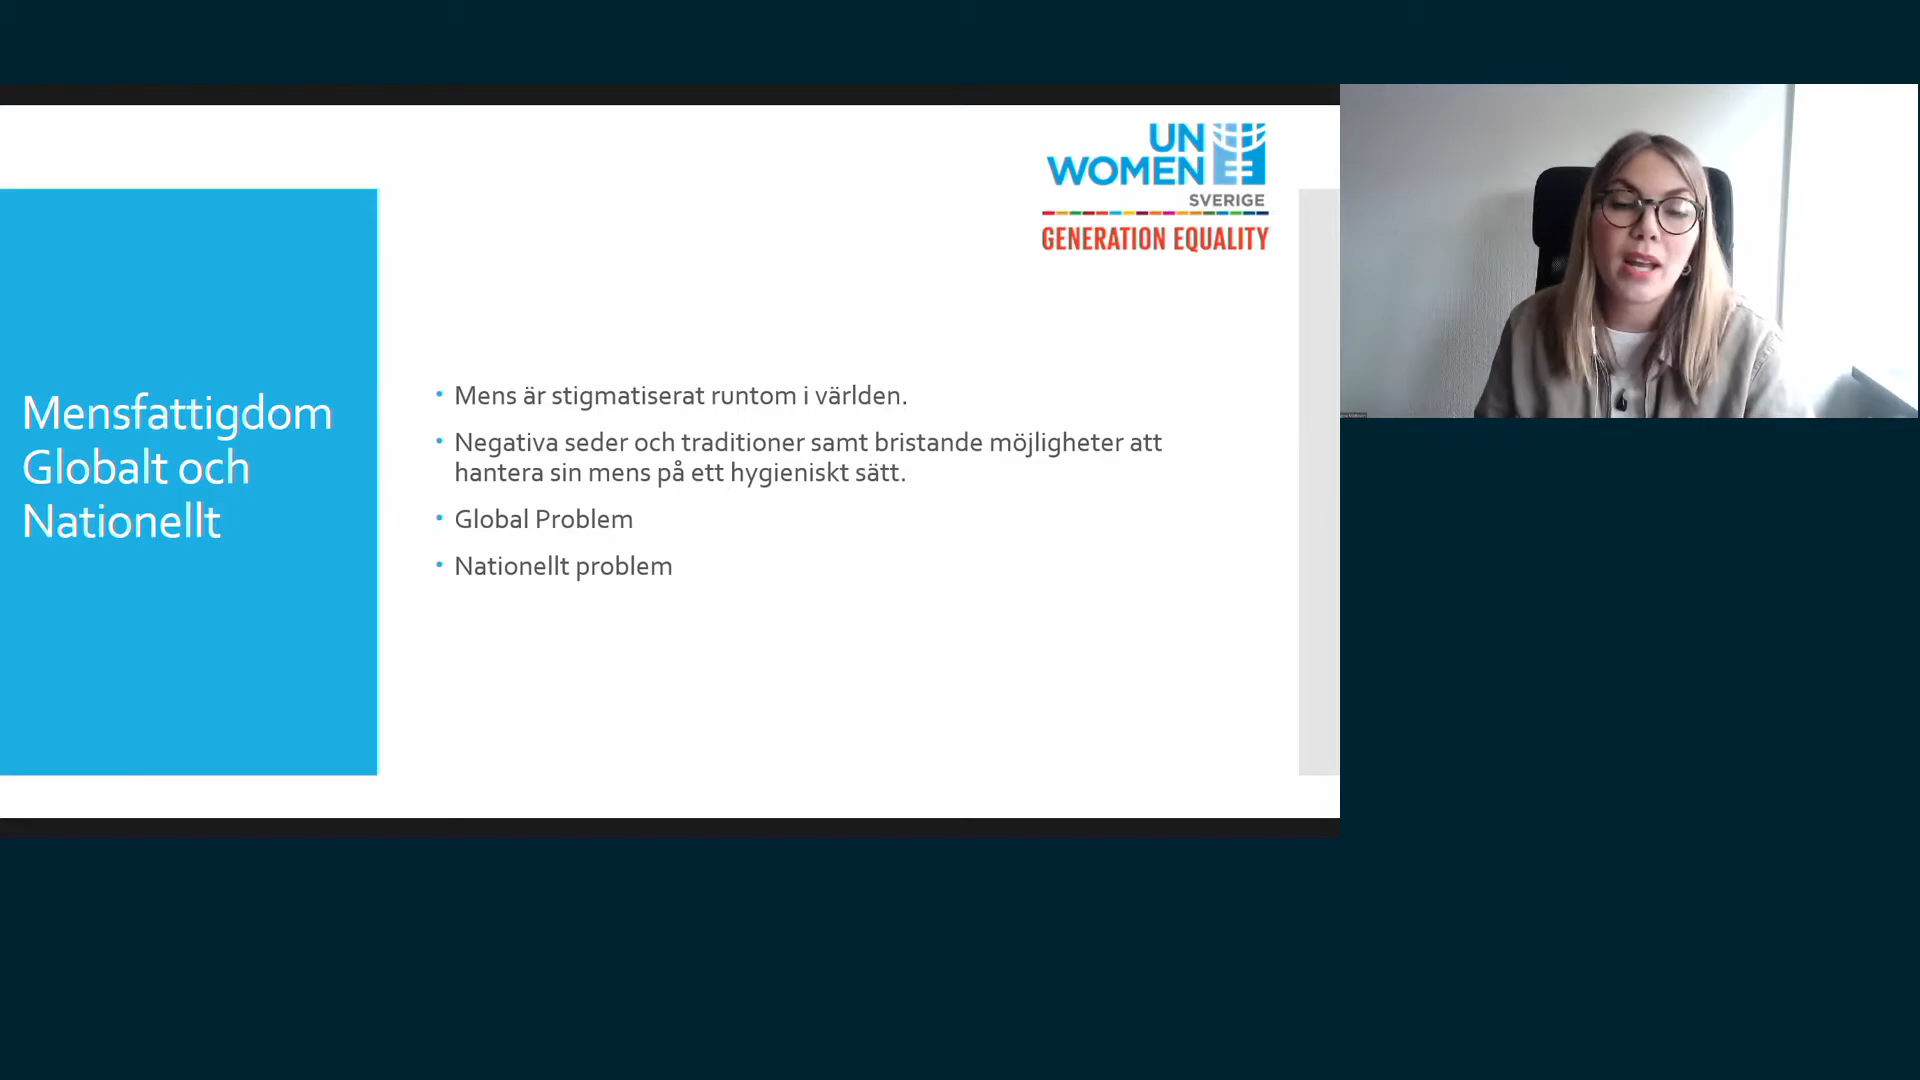 UN
WOMEN
SVERIGE
GENERATION EQUALITY
Mensfattigdom
Globalt och
Nationellt
• Mens är stigmatiserat runtom i världen.
• Negativa seder och traditioner samt bristande möjligheter att
hantera sin mens på ett hygieniskt sätt.
• Global Problem
• Nationellt problem